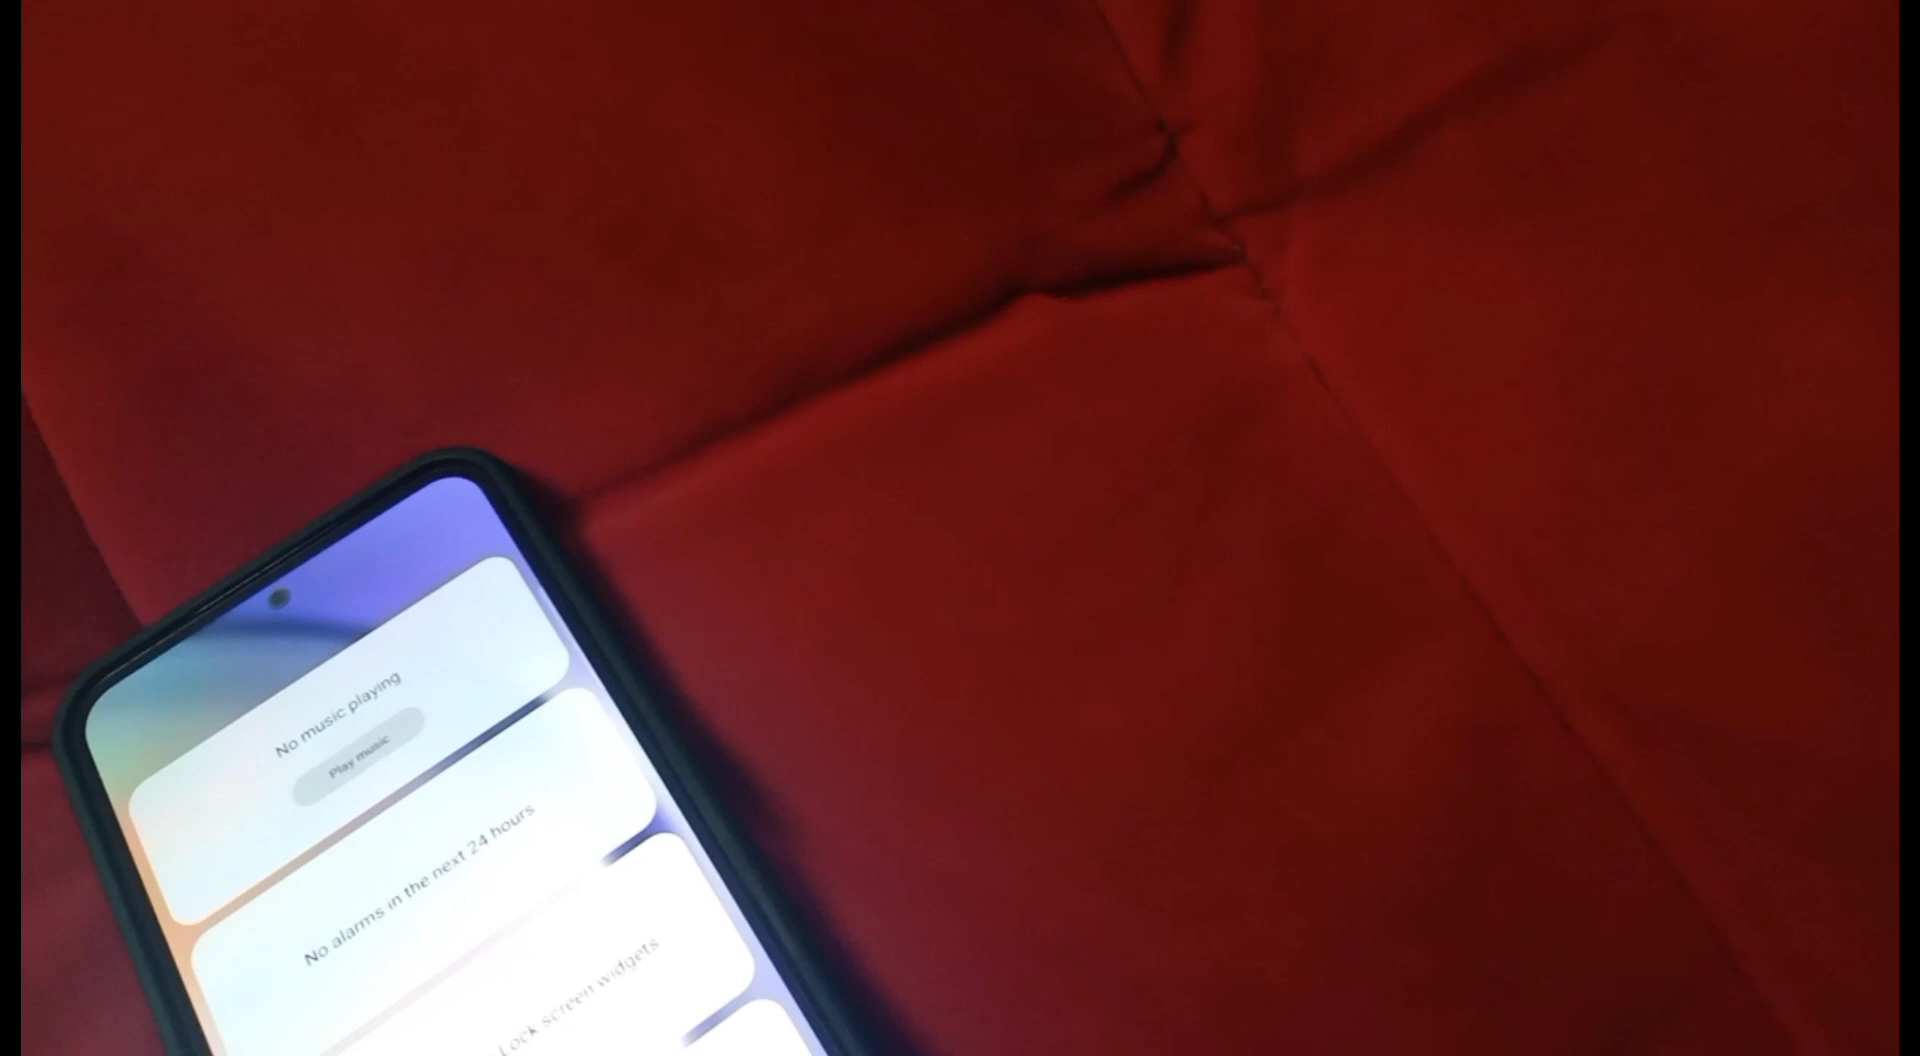 No music playing
Play music
No alarms in the next 24 hours
Lock screen widgets